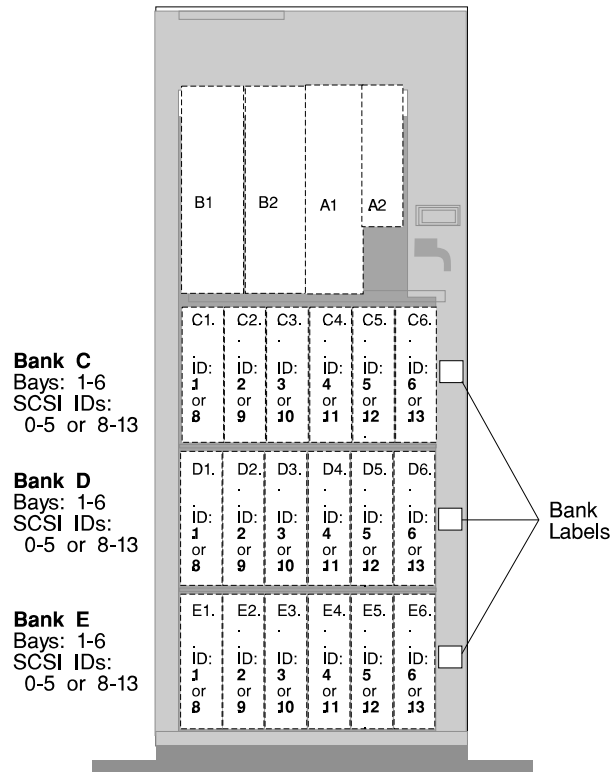 B1 B2 A1 A2
C1. C2. C3. C4. C5. C6.
. . . . . .
. ID: . ID: . ID: . ID: . ID: . ID:
1 2 3 4 5 6
or or or or or or
8 9 10 11 12 . 13
Bank C
Bays: 1-6
SCSI IDs:
0-5 or 8-13
D1. D2. D3. D4. D5. D6.
. . . . . .
. ID: . ID: . ID: . ID: . ID: . ID:
1 2 3 4 5 6
or or or or or or
8 9 10 11 12 13
Bank D
Bays: 1-6
SCSI IDs:
0-5 or 8-13
Bank
Labels
E1. E2. E3. E4. E5. E6.
. . . . . .
. ID: . ID: . ID: . ID: . ID: . ID:
1 2 3 4 5 6
or or or or or or
8 9 10 11 12 13
Bank E
Bays: 1-6
SCSI IDs:
0-5 or 8-13